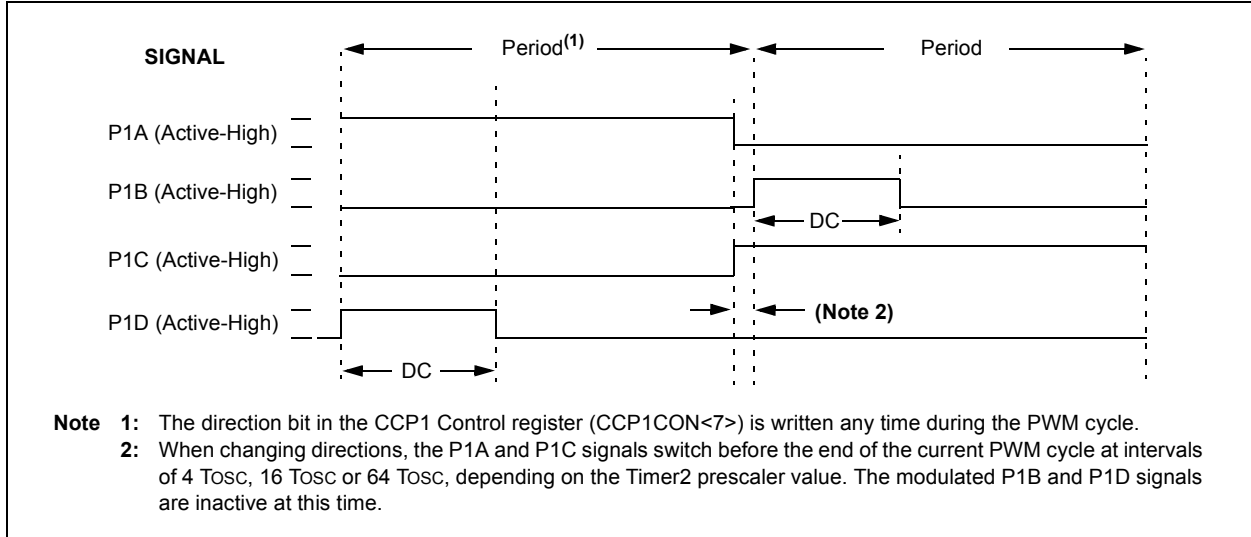 SIGNAL
Period(1)
Period
P1A (Active-High)
P1B (Active-High)
DC
P1C (Active-High)
P1D (Active-High)
(Note 2)
DC
Note 1: The direction bit in the CCP1 Control register (CCP1CON<7>) is written any time during the PWM cycle.
2: When changing directions, the P1A and P1C signals switch before the end of the current PWM cycle at intervals
of 4 TOSC, 16 TOSC or 64 TOSC, depending on the Timer2 prescaler value. The modulated P1B and P1D signals
are inactive at this time.